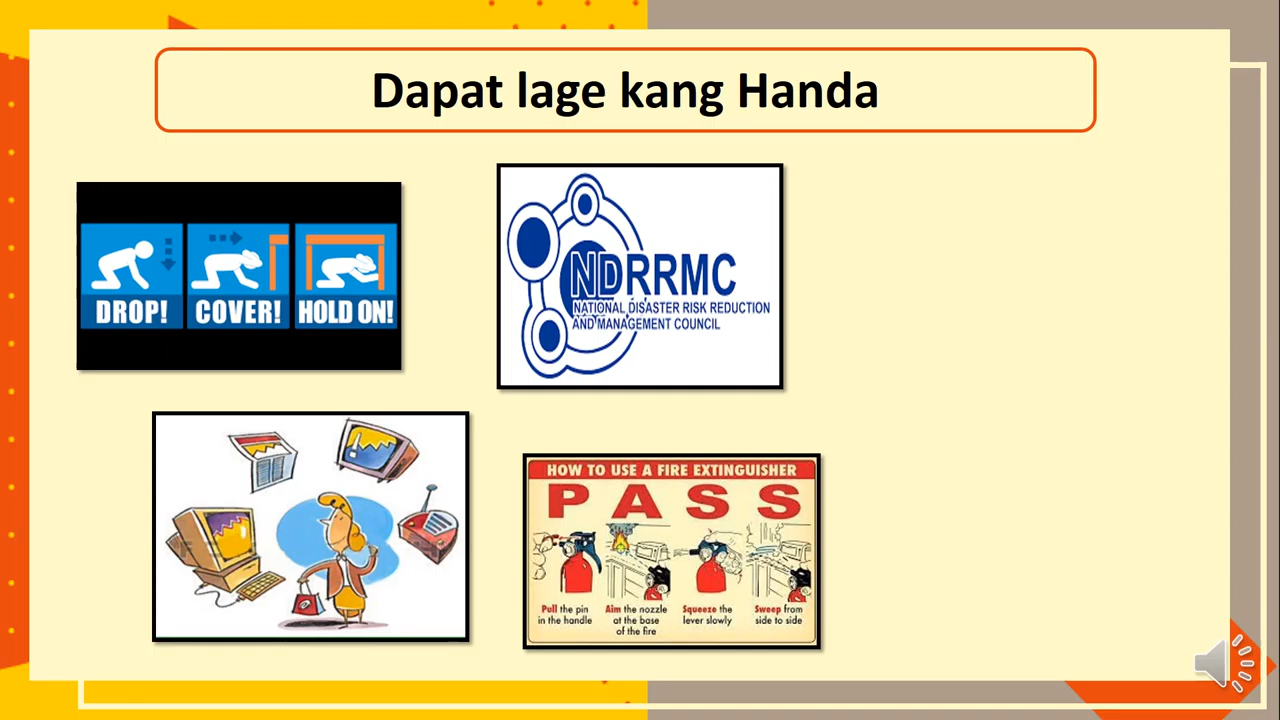 Dapat lage kang Handa
DROP!
COVER!
HOLD ON!
NDRRMC
NATIONAL DISASTER RISK REDUCTION
AND MANAGEMENT COUNCIL
HOW TO USE A FIRE EXTINGUISHER
P A S S
Pull the pin
in the handle
Aim the nozzle
at the base
of the fire
Squeeze the
lever slowly
Sweep from
side to side